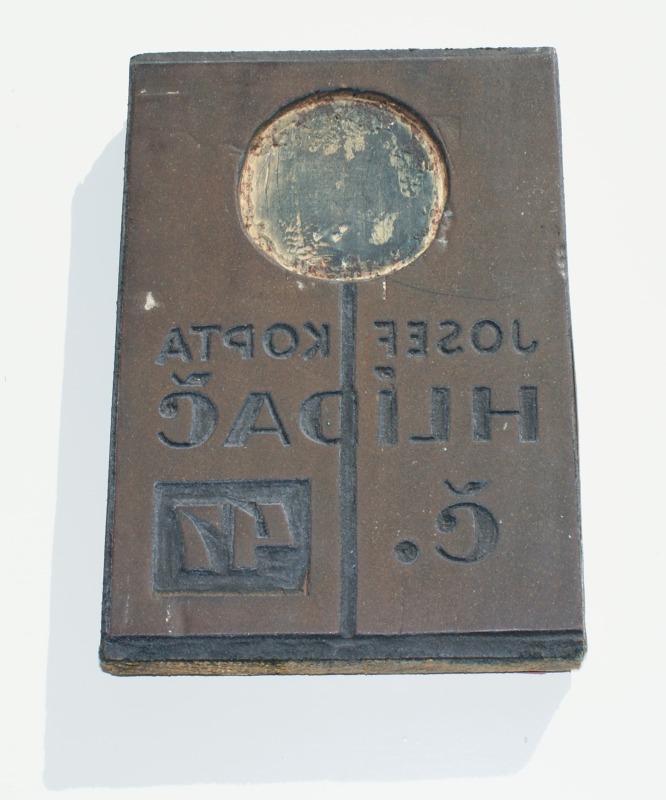 JOSEF KOPTA
HLÍDAČ
Č.
47